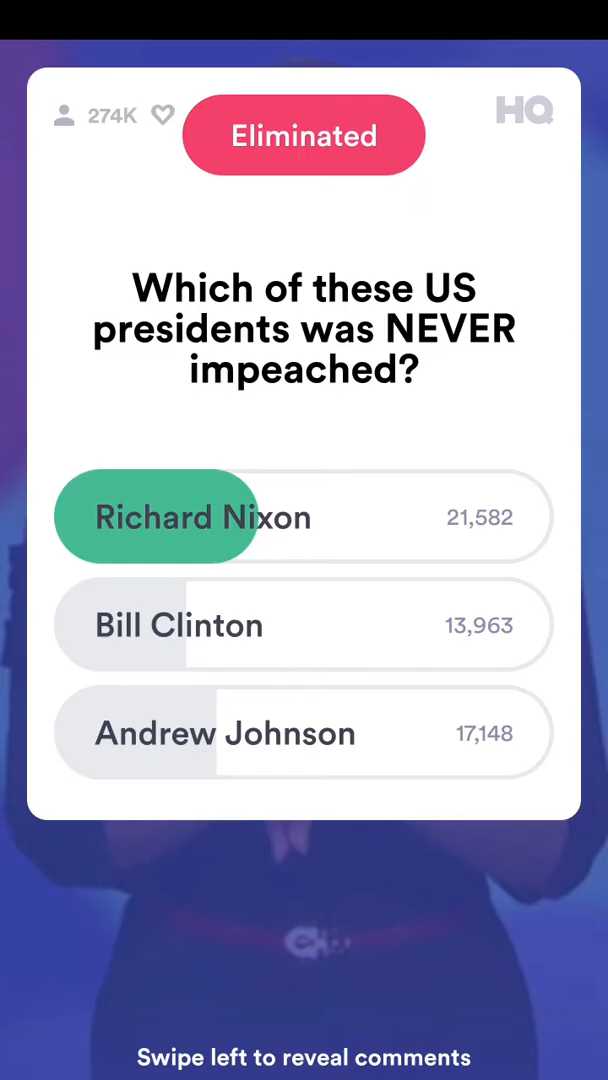 274K
Eliminated
HQ
Which of these US
presidents was NEVER
impeached?
Richard Nixon 21,582
Bill Clinton 13,963
Andrew Johnson 17,148
Swipe left to reveal comments